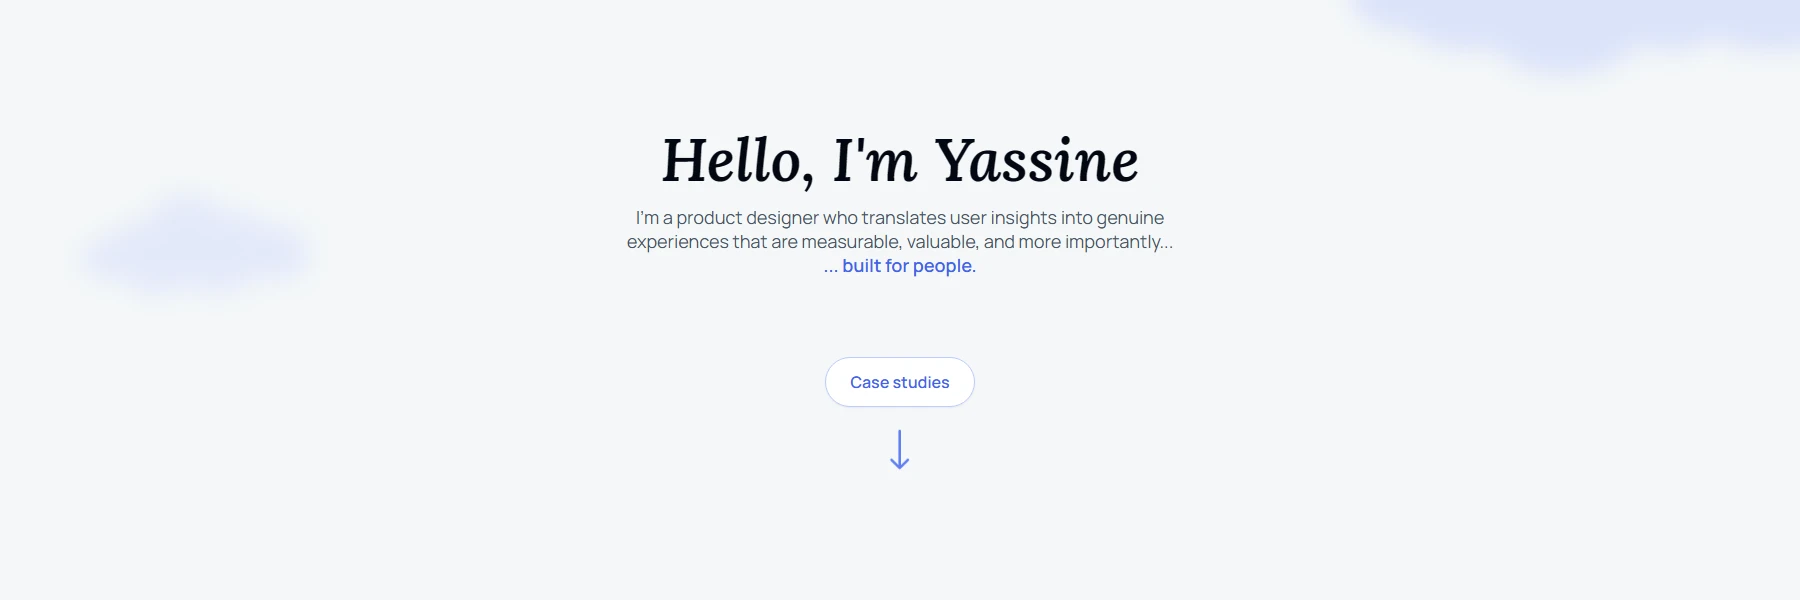 Hello, I'm Yassine
I'm a product designer who translates user insights into genuine
experiences that are measurable, valuable, and more importantly...
... built for people.
Case studies